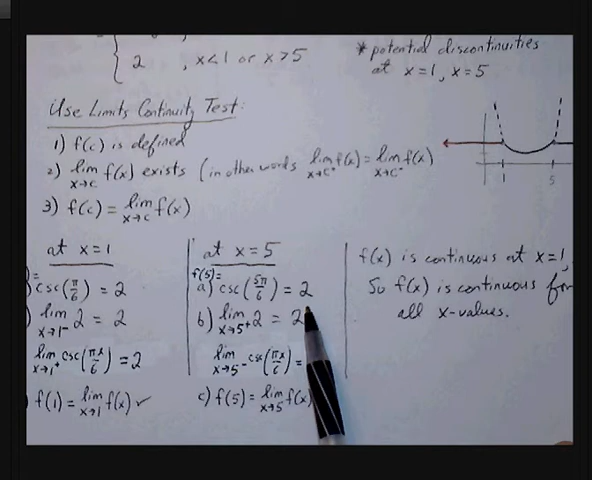 2 , x<1 or x>5
*potential discontinuities
at x=1, x=5
Use Limits Continuity Test:
1) f(c) is defined
2) lim x→c f(x) exists (in other words lim x→c⁺ f(x) = lim x→c⁻ f(x)
3) f(c) = lim x→c f(x)
1 5
at x=1
) csc(π/6) = 2
) lim x→1⁻ 2 = 2
lim x→1⁺ csc(πx/6) = 2
) f(1) = lim x→1 f(x) ✓
at x=5
f(5)=
a) csc(5π/6) = 2
b) lim x→5⁺ 2 = 2
lim x→5⁻ csc(πx/6) =
c) f(5) = lim x→5 f(x)
f(x) is continuous at x=1,
So f(x) is continuous for
all x-values.